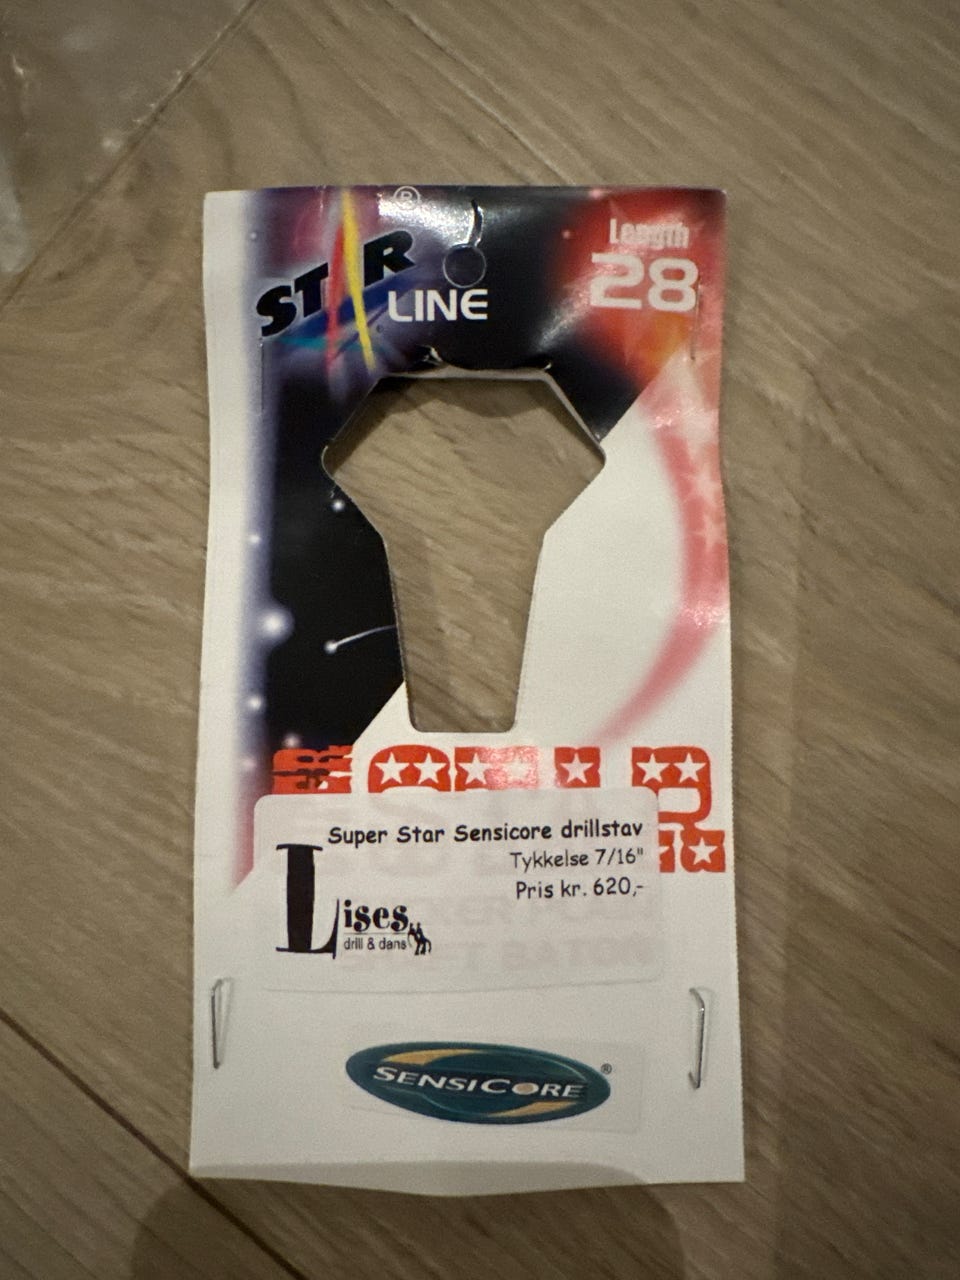 STAR ®
LINE
Length
28
Super Star Sensicore drillstav
Tykkelse 7/16"
Pris kr. 620,-
Lises
drill & dans
SENSICORE ®